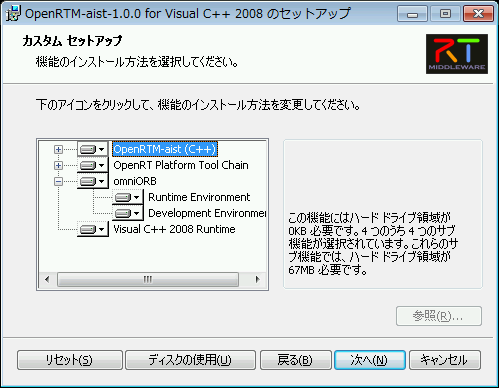 OpenRTM-aist-1.0.0 for Visual C++ 2008 のセットアップ
カスタム セットアップ
機能のインストール方法を選択してください。
RT
MIDDLEWARE
下のアイコンをクリックして、機能のインストール方法を変更してください。
OpenRTM-aist (C++)
OpenRT Platform Tool Chain
omniORB
Runtime Environment
Development Environme
Visual C++ 2008 Runtime
この機能にはハード ドライブ領域が
0KB 必要です。4 つのうち 4 つのサブ
機能が選択されています。これらのサ
ブ機能では、ハード ドライブ領域が
67MB 必要です。
参照(R)...
リセット(S)
ディスクの使用(U)
戻る(B)
次へ(N)
キャンセル